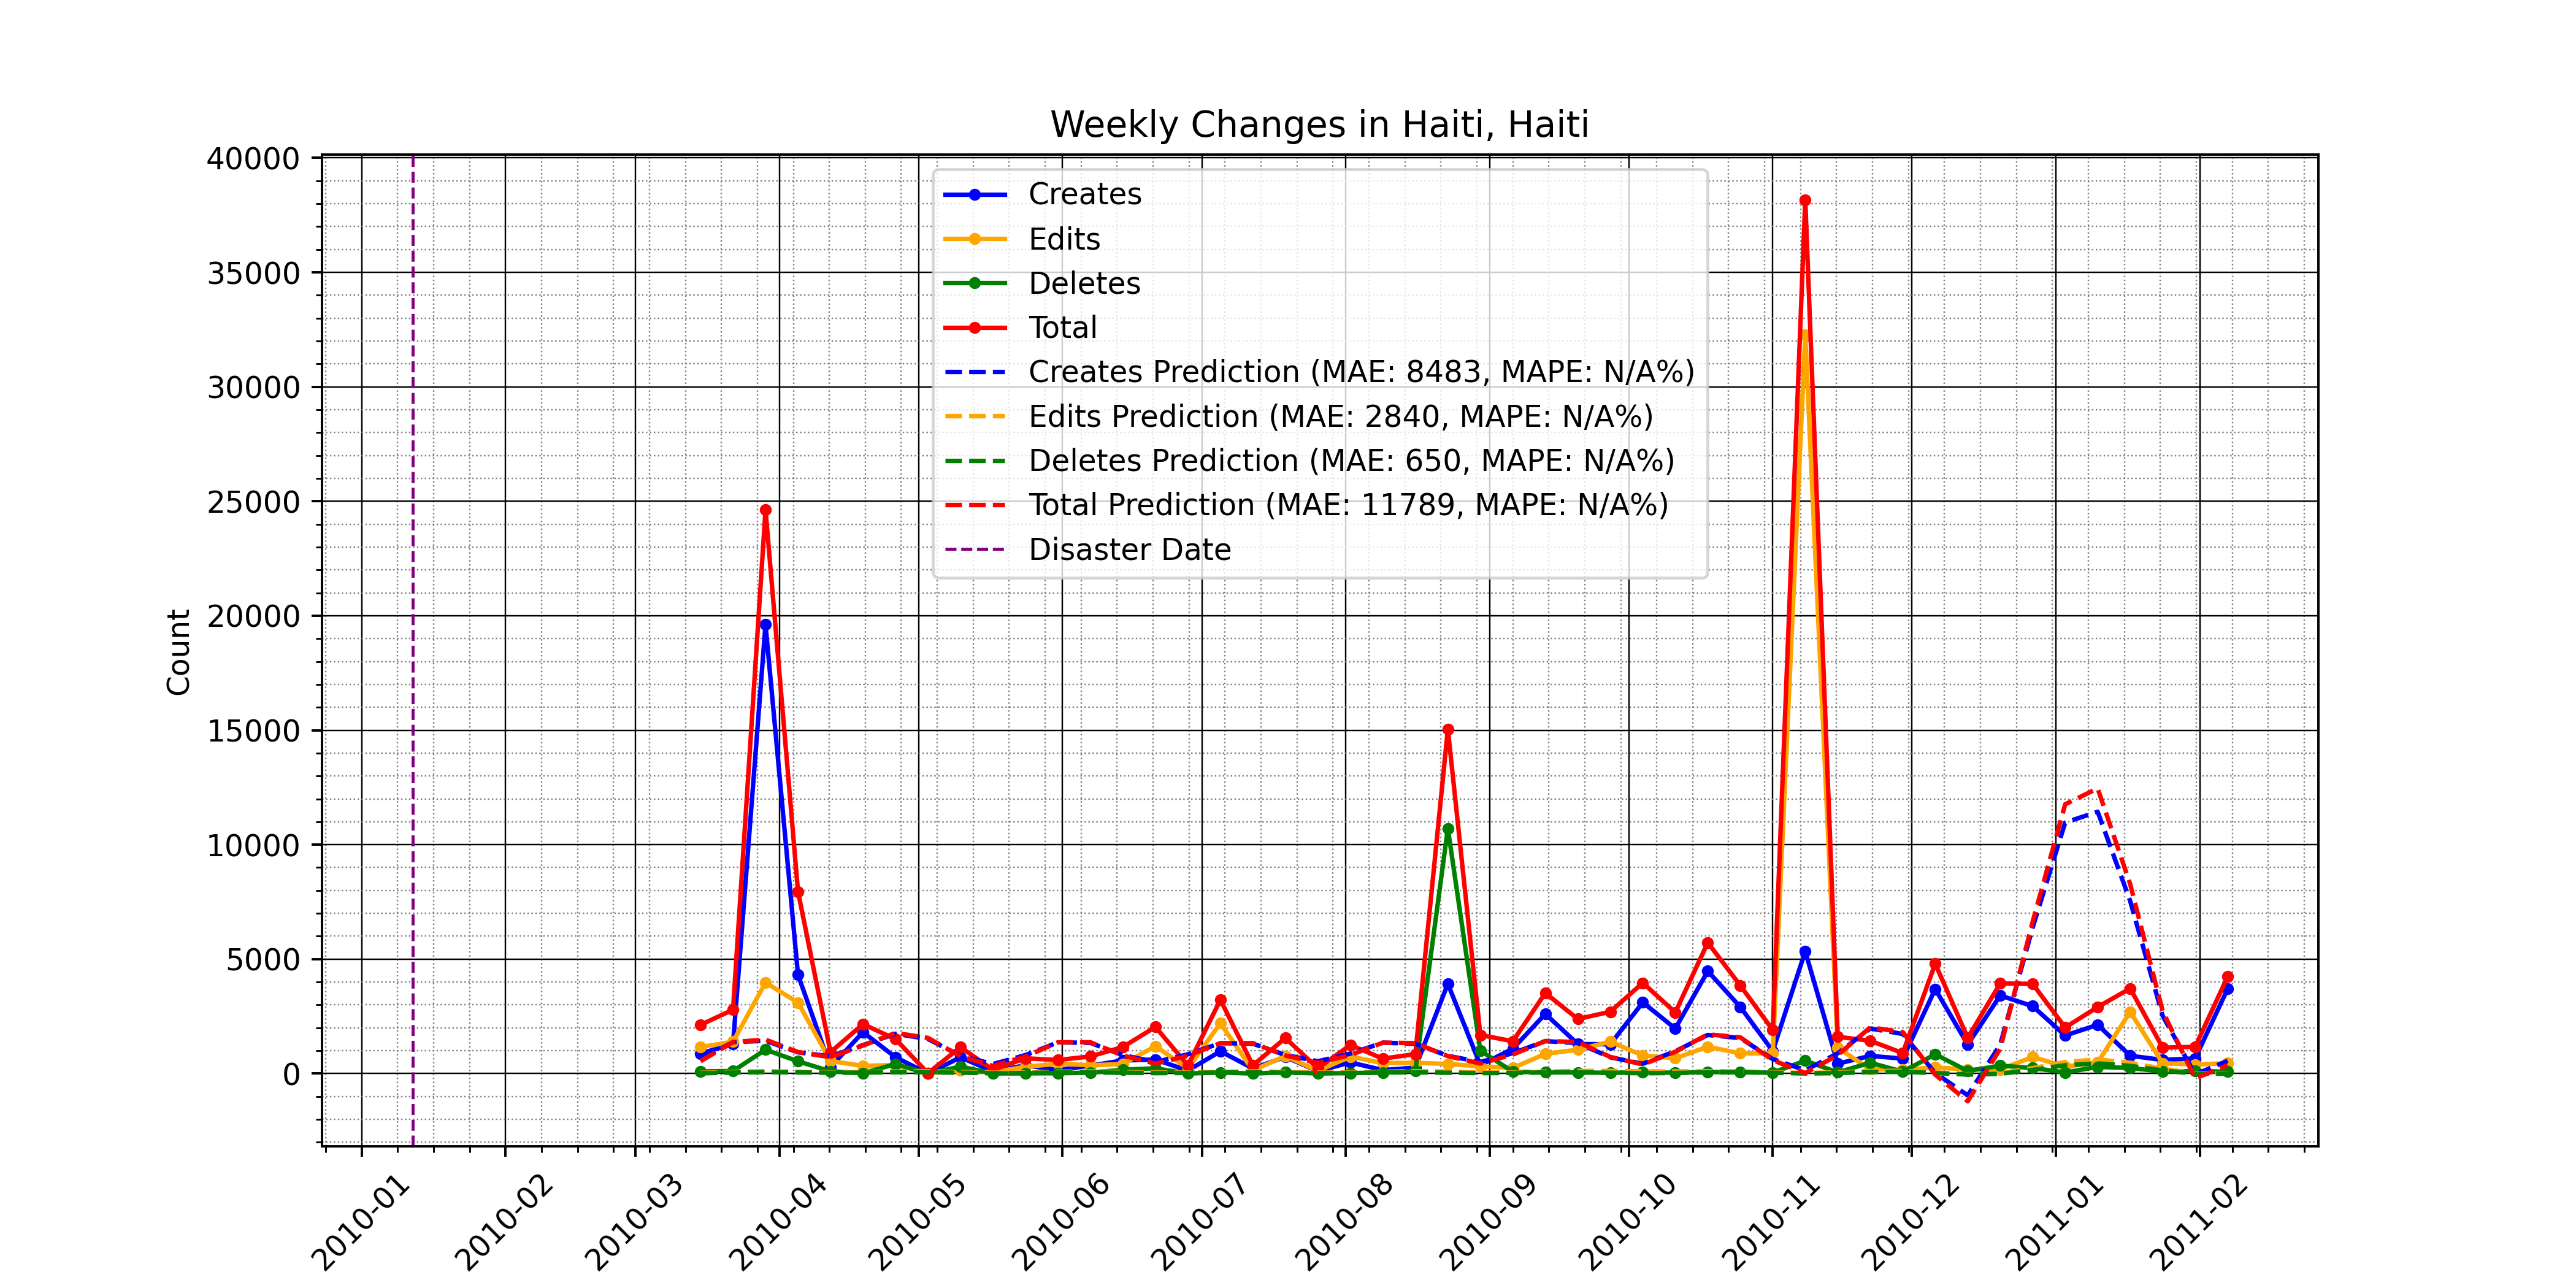 Weekly Changes in Haiti, Haiti
40000
35000
30000
25000
20000
15000
10000
5000
0
Count
Creates
Edits
Deletes
Total
Creates Prediction (MAE: 8483, MAPE: N/A%)
Edits Prediction (MAE: 2840, MAPE: N/A%)
Deletes Prediction (MAE: 650, MAPE: N/A%)
Total Prediction (MAE: 11789, MAPE: N/A%)
Disaster Date
2010-01
2010-02
2010-03
2010-04
2010-05
2010-06
2010-07
2010-08
2010-09
2010-10
2010-11
2010-12
2011-01
2011-02